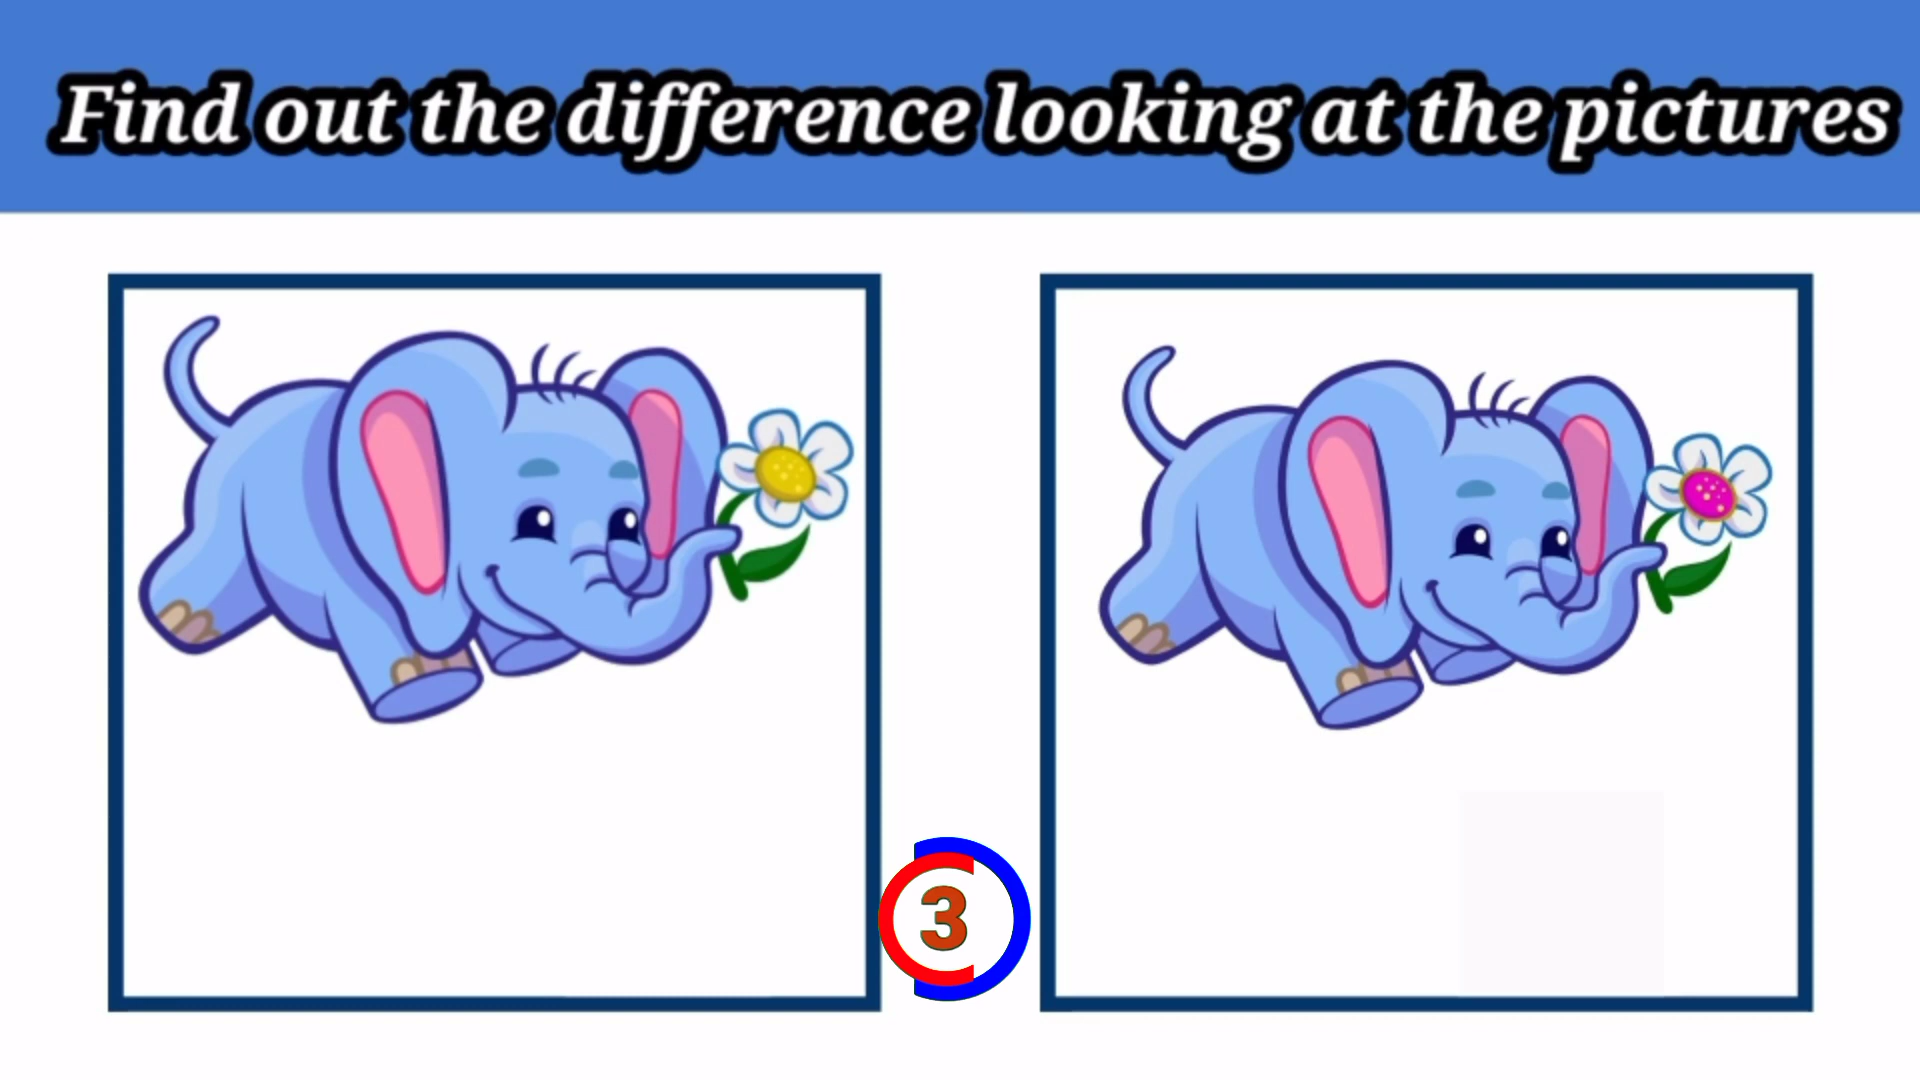 Find out the difference looking at the pictures
3